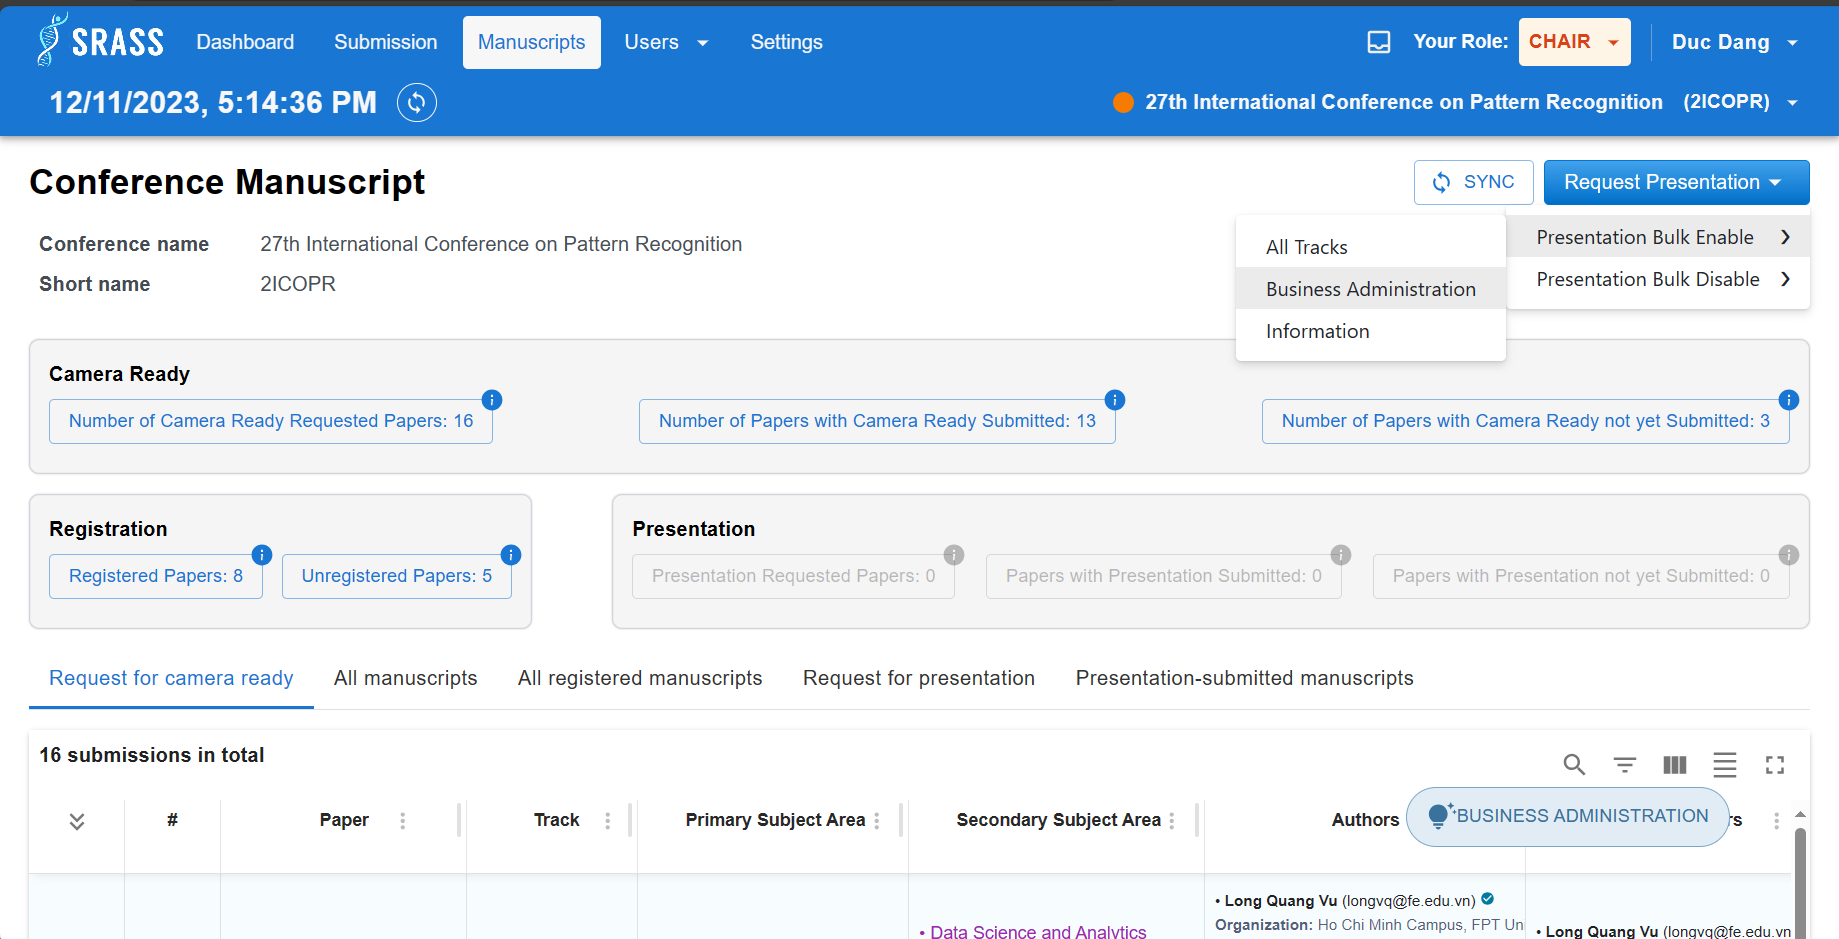 SRASS Dashboard Submission Manuscripts Users Settings Your Role: CHAIR Duc Dang
12/11/2023, 5:14:36 PM 27th International Conference on Pattern Recognition (2ICOPR)
Conference Manuscript SYNC Request Presentation
Conference name 27th International Conference on Pattern Recognition
Short name 2ICOPR
Presentation Bulk Enable
Presentation Bulk Disable
All Tracks
Business Administration
Information
Camera Ready
Number of Camera Ready Requested Papers: 16 Number of Papers with Camera Ready Submitted: 13 Number of Papers with Camera Ready not yet Submitted: 3
Registration
Registered Papers: 8 Unregistered Papers: 5
Presentation
Presentation Requested Papers: 0 Papers with Presentation Submitted: 0 Papers with Presentation not yet Submitted: 0
Request for camera ready All manuscripts All registered manuscripts Request for presentation Presentation-submitted manuscripts
16 submissions in total
BUSINESS ADMINISTRATION
# Paper Track Primary Subject Area Secondary Subject Area Authors rs
• Long Quang Vu (longvq@fe.edu.vn)
Organization: Ho Chi Minh Campus, FPT Un
• Data Science and Analytics
• Long Quang Vu (longvq@fe.edu.vn